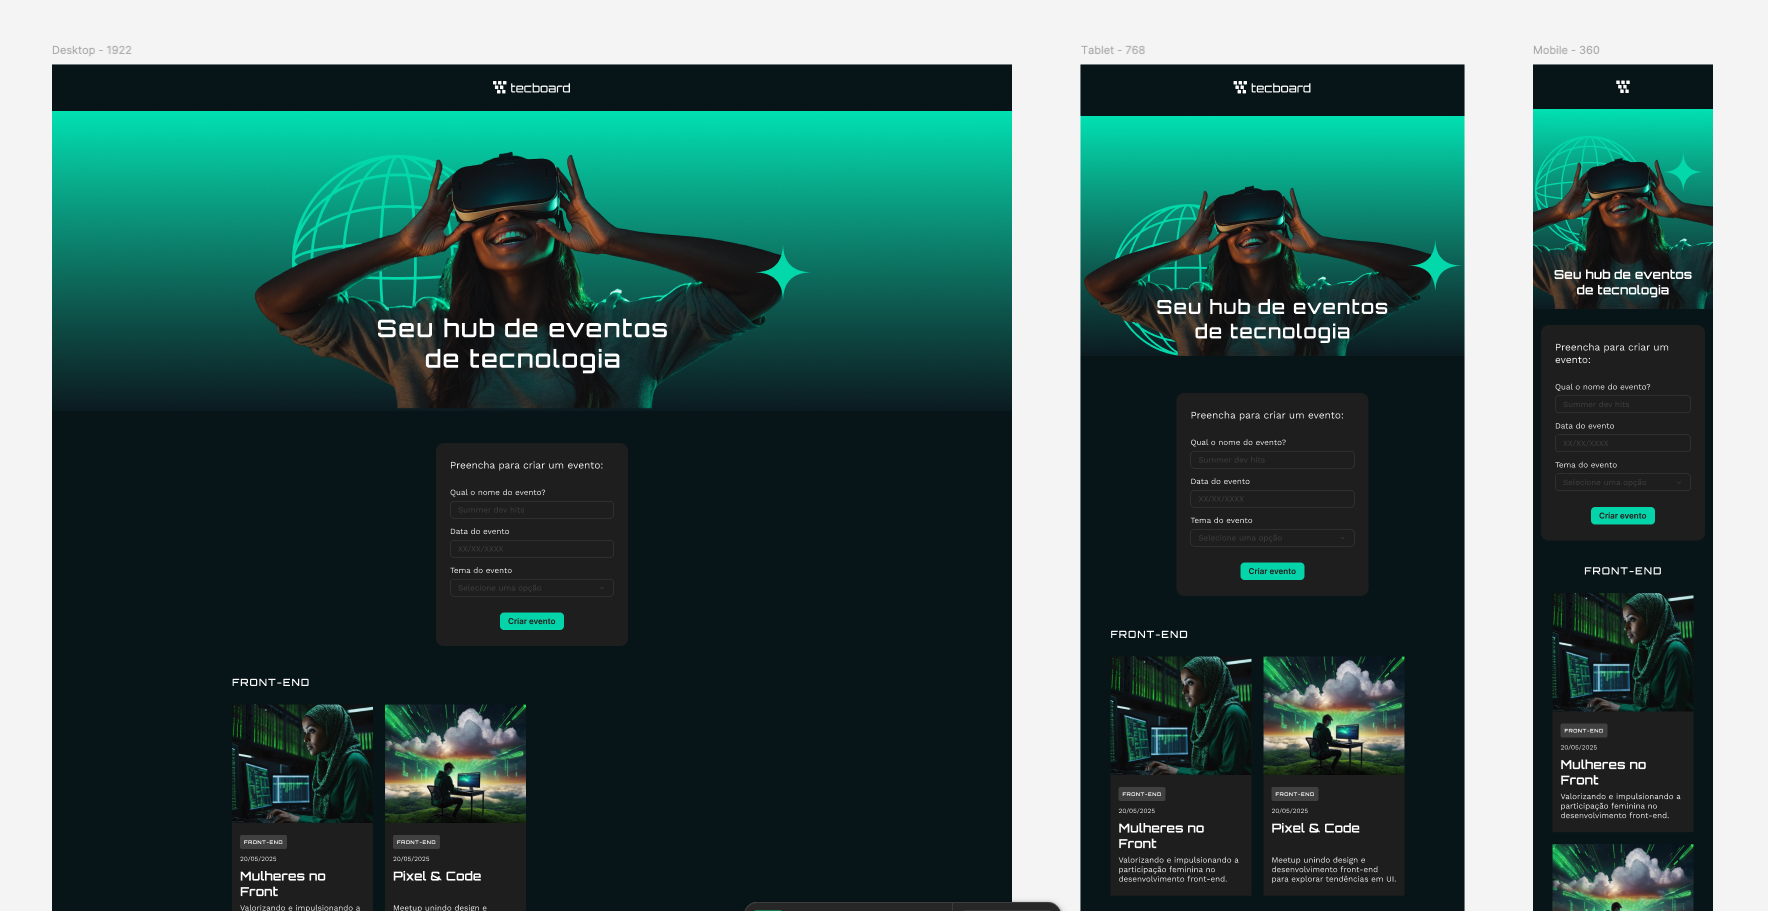 Desktop - 1922
tecboard
Seu hub de eventos
de tecnologia
Preencha para criar um evento:
Qual o nome do evento?
Summer dev hits
Data do evento
XX/XX/XXXX
Tema do evento
Selecione uma opção
Criar evento
FRONT-END
FRONT-END
20/05/2025
Mulheres no
Front
Valorizando e impulsionando a
FRONT-END
20/05/2025
Pixel & Code
Meetup unindo design e
Tablet - 768
tecboard
Seu hub de eventos
de tecnologia
Preencha para criar um evento:
Qual o nome do evento?
Summer dev hits
Data do evento
XX/XX/XXXX
Tema do evento
Selecione uma opção
Criar evento
FRONT-END
FRONT-END
20/05/2025
Mulheres no
Front
Valorizando e impulsionando a
participação feminina no
desenvolvimento front-end.
FRONT-END
20/05/2025
Pixel & Code
Meetup unindo design e
desenvolvimento front-end
para explorar tendências em UI.
Mobile - 360
Seu hub de eventos
de tecnologia
Preencha para criar um
evento:
Qual o nome do evento?
Summer dev hits
Data do evento
XX/XX/XXXX
Tema do evento
Selecione uma opção
Criar evento
FRONT-END
FRONT-END
20/05/2025
Mulheres no
Front
Valorizando e impulsionando a
participação feminina no
desenvolvimento front-end.